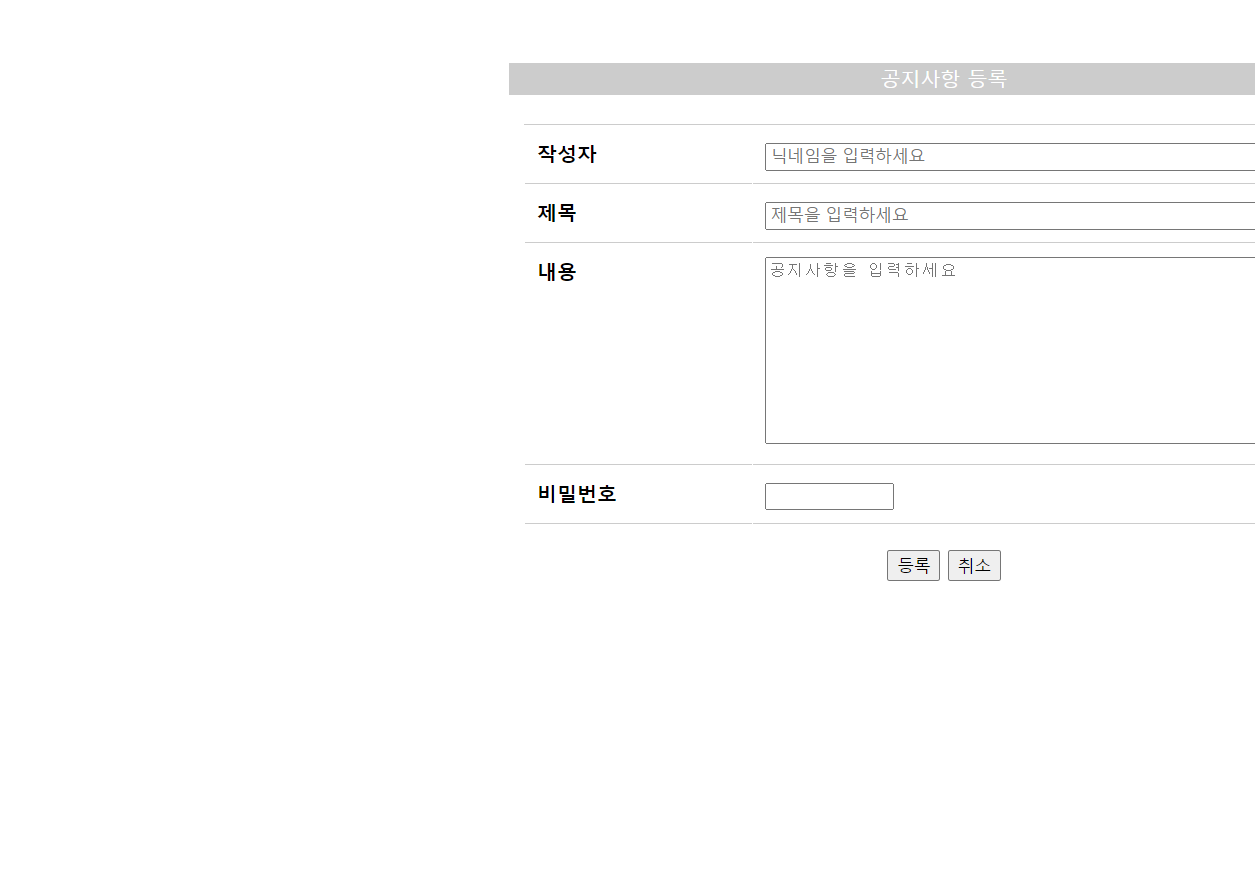 공지사항 등록
작성자 닉네임을 입력하세요
제목 제목을 입력하세요
내용 공지사항을 입력하세요
비밀번호
등록 취소